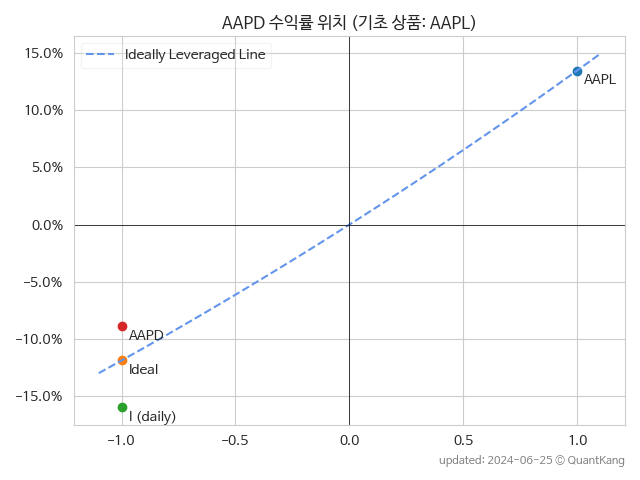 AAPD 수익률 위치 (기초 상품: AAPL)
Ideally Leveraged Line
15.0%
10.0%
5.0%
0.0%
−5.0%
−10.0%
−15.0%
AAPL
AAPD
Ideal
I (daily)
−1.0
−0.5
0.0
0.5
1.0
updated: 2024-06-25 © QuantKang